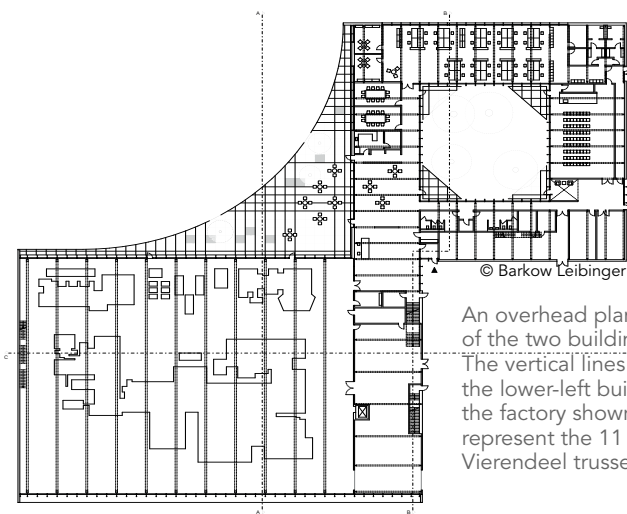 A
B
© Barkow Leibinger
An overhead plan
of the two buildin
C
The vertical lines
the lower-left bui
the factory shown
represent the 11
Vierendeel trusse
A
B